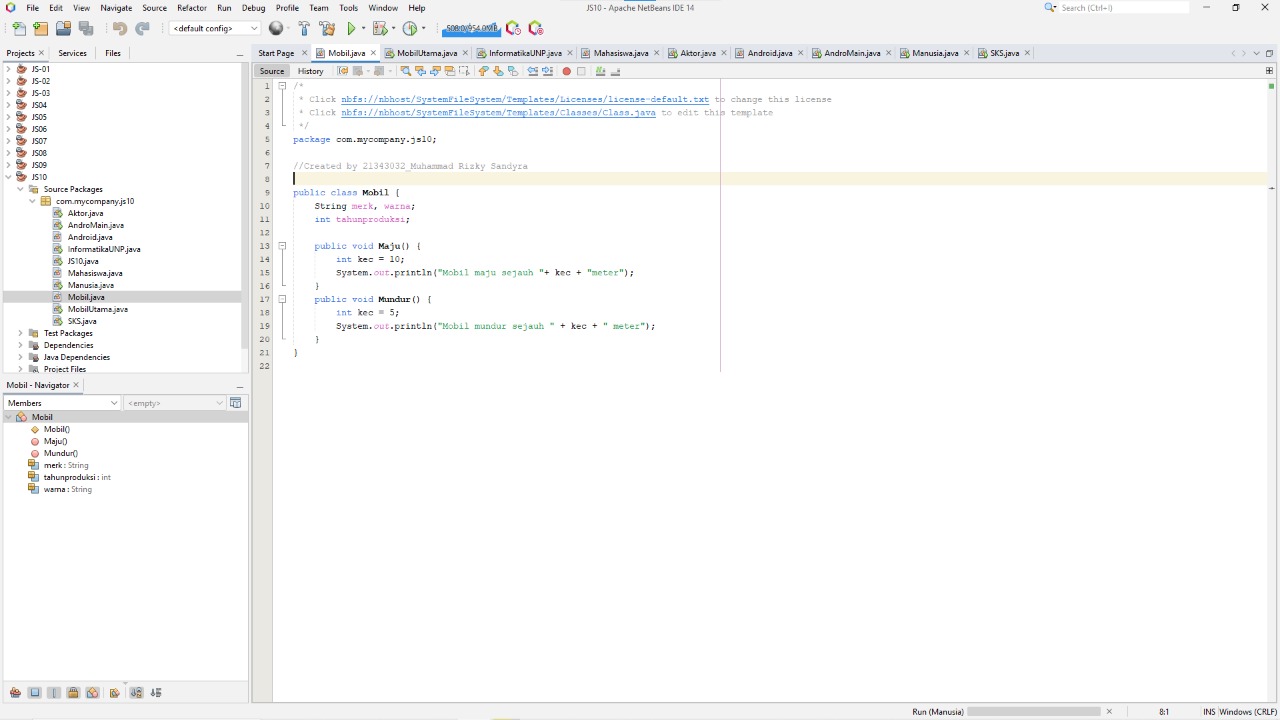 File Edit View Navigate Source Refactor Run Debug Profile Team Tools Window Help JS10 - Apache NetBeans IDE 14 Search (Ctrl+I)
<default config> 508.0/954.0MB
Projects Services Files
Start Page Mobil.java MobilUtama.java InformatikaUNP.java Mahasiswa.java Aktor.java Android.java AndroMain.java Manusia.java SKS.java
Source History
JS-01
JS-02
JS-03
JS04
JS05
JS06
JS07
JS08
JS09
JS10
Source Packages
com.mycompany.js10
Aktor.java
AndroMain.java
Android.java
InformatikaUNP.java
JS10.java
Mahasiswa.java
Manusia.java
Mobil.java
MobilUtama.java
SKS.java
Test Packages
Dependencies
Java Dependencies
Project Files
Mobil - Navigator
Members <empty>
Mobil
Mobil()
Maju()
Mundur()
merk : String
tahunproduksi : int
warna : String
1 /*
2 * Click nbfs://nbhost/SystemFileSystem/Templates/Licenses/license-default.txt to change this license
3 * Click nbfs://nbhost/SystemFileSystem/Templates/Classes/Class.java to edit this template
4 */
5 package com.mycompany.js10;
6
7 //Created by 21343032_Muhammad Rizky Sandyra
8
9 public class Mobil {
10 String merk, warna;
11 int tahunproduksi;
12
13 public void Maju() {
14 int kec = 10;
15 System.out.println("Mobil maju sejauh "+ kec + "meter");
16 }
17 public void Mundur() {
18 int kec = 5;
19 System.out.println("Mobil mundur sejauh " + kec + " meter");
20 }
21 }
22
Run (Manusia) 8:1 INS Windows (CRLF)